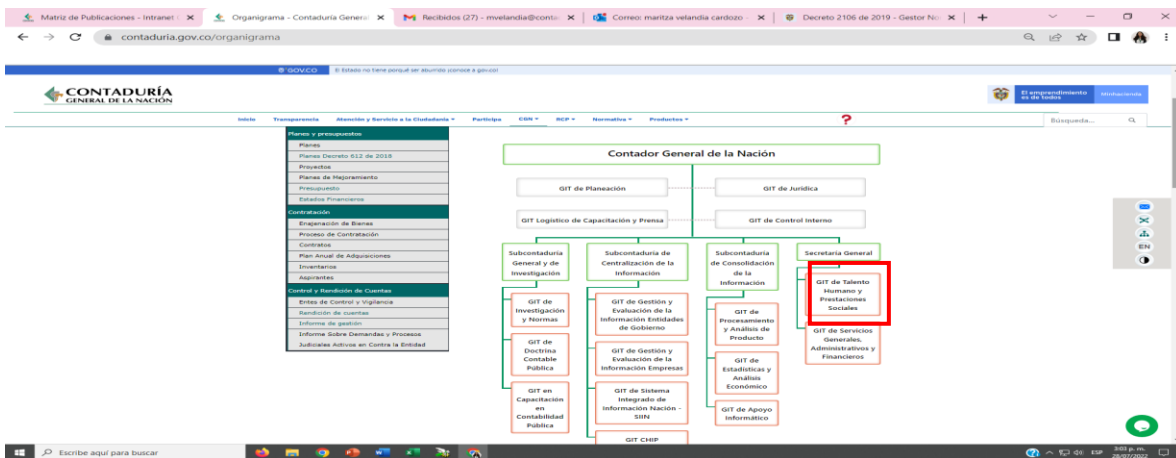 Matriz de Publicaciones - Intranet
Organigrama - Contaduría General
Recibidos (27) - mvelandia@conta
Correo: maritza velandia cardozo -
Decreto 2106 de 2019 - Gestor No
contaduria.gov.co/organigrama
GOV.CO
CONTADURÍA
GENERAL DE LA NACIÓN
El emprendimiento
es de todos
Minhacienda
Inicio Transparencia Atención y Servicio a la Ciudadanía Participa CGN RCP Normativa Productos ?
Búsqueda...
Planes y presupuestos
Planes
Planes Decreto 612 de 2018
Proyectos
Planes de Mejoramiento
Presupuesto
Estados Financieros
Contratación
Enajenación de Bienes
Proceso de Contratación
Contratos
Plan Anual de Adquisiciones
Inventarios
Aspirantes
Control y Rendición de Cuentas
Entes de Control y Vigilancia
Rendición de cuentas
Informe de gestión
Informe Sobre Demandas y Procesos
Judiciales Activos en Contra la Entidad
Contador General de la Nación
GIT de Planeación
GIT de Jurídica
GIT Logístico de Capacitación y Prensa
GIT de Control Interno
Subcontaduría
General y de
Investigación
Subcontaduría de
Centralización de la
Información
Subcontaduría
de Consolidación
de la
Información
Secretaría General
GIT de
Investigación
y Normas
GIT de
Doctrina
Contable
Pública
GIT en
Capacitación
en
Contabilidad
Pública
GIT de Gestión y
Evaluación de la
Información Entidades
de Gobierno
GIT de Gestión y
Evaluación de la
Información Empresas
GIT de Sistema
Integrado de
Información Nación -
SIIN
GIT CHIP
GIT de
Procesamiento
y Análisis de
Producto
GIT de
Estadísticas y
Análisis
Económico
GIT de Apoyo
Informático
GIT de Talento
Humano y
Prestaciones
Sociales
GIT de Servicios
Generales,
Administrativos y
Financieros
EN
Escribe aquí para buscar
ESP
3:03 p. m.
28/07/2022